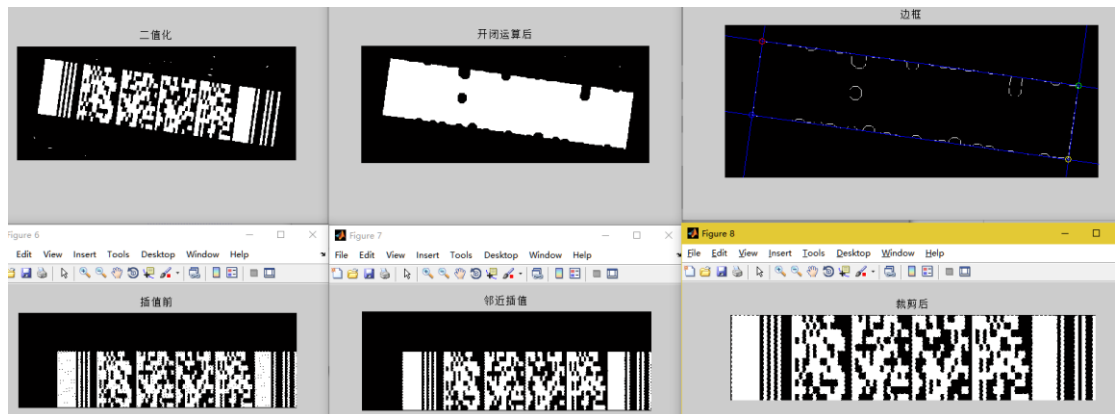 二值化
开闭运算后
边框
Figure 6
Edit View Insert Tools Desktop Window Help
插值前
Figure 7
File Edit View Insert Tools Desktop Window Help
邻近插值
Figure 8
File Edit View Insert Tools Desktop Window Help
裁剪后